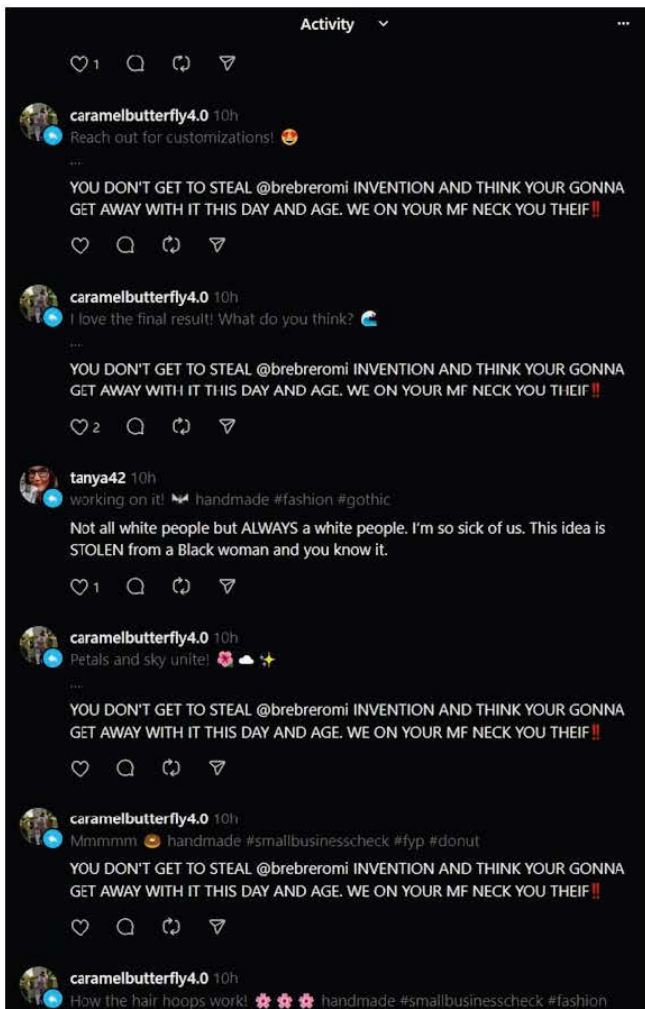 Activity
1
caramelbutterfly4.0 10h
Reach out for customizations! 😍
...
YOU DON'T GET TO STEAL @brebreromi INVENTION AND THINK YOUR GONNA
GET AWAY WITH IT THIS DAY AND AGE. WE ON YOUR MF NECK YOU THEIF‼️
caramelbutterfly4.0 10h
I love the final result! What do you think? 🌊
...
YOU DON'T GET TO STEAL @brebreromi INVENTION AND THINK YOUR GONNA
GET AWAY WITH IT THIS DAY AND AGE. WE ON YOUR MF NECK YOU THEIF‼️
2
tanya42 10h
working on it! 🦇 handmade #fashion #gothic
Not all white people but ALWAYS a white people. I'm so sick of us. This idea is
STOLEN from a Black woman and you know it.
1
caramelbutterfly4.0 10h
Petals and sky unite! 🌺☁️✨
....
YOU DON'T GET TO STEAL @brebreromi INVENTION AND THINK YOUR GONNA
GET AWAY WITH IT THIS DAY AND AGE. WE ON YOUR MF NECK YOU THEIF‼️
caramelbutterfly4.0 10h
Mmmmm 🍩 handmade #smallbusinesscheck #fyp #donut
YOU DON'T GET TO STEAL @brebreromi INVENTION AND THINK YOUR GONNA
GET AWAY WITH IT THIS DAY AND AGE. WE ON YOUR MF NECK YOU THEIF‼️
caramelbutterfly4.0 10h
How the hair hoops work! 🌸🌸🌸 handmade #smallbusinesscheck #fashion